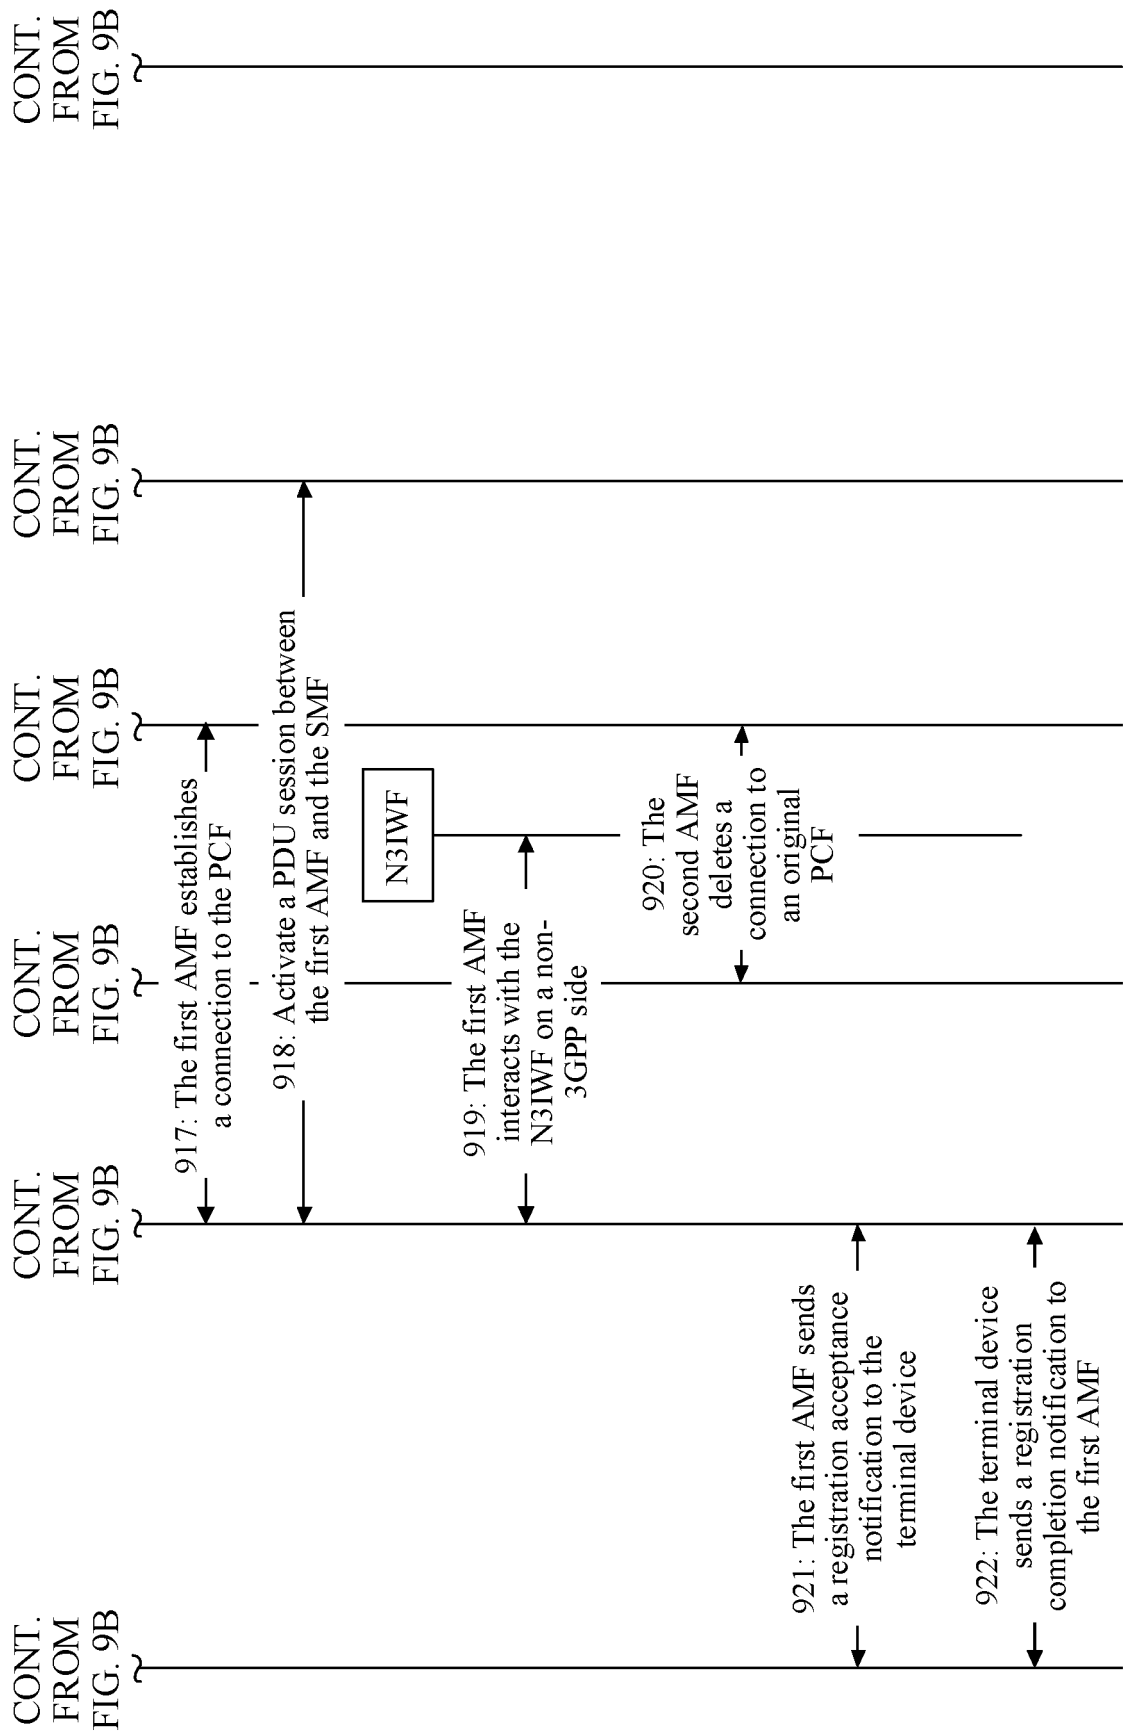 CONT.
FROM
FIG. 9B
CONT.
FROM
FIG. 9B
CONT.
FROM
FIG. 9B
CONT.
FROM
FIG. 9B
CONT.
FROM
FIG. 9B
CONT.
FROM
FIG. 9B
917: The first AMF establishes
a connection to the PCF
918: Activate a PDU session between
the first AMF and the SMF
N3IWF
919: The first AMF
interacts with the
N3IWF on a non-
3GPP side
920: The
second AMF
deletes a
connection to
an original
PCF
921: The first AMF sends
a registration acceptance
notification to the
terminal device
922: The terminal device
sends a registration
completion notification to
the first AMF